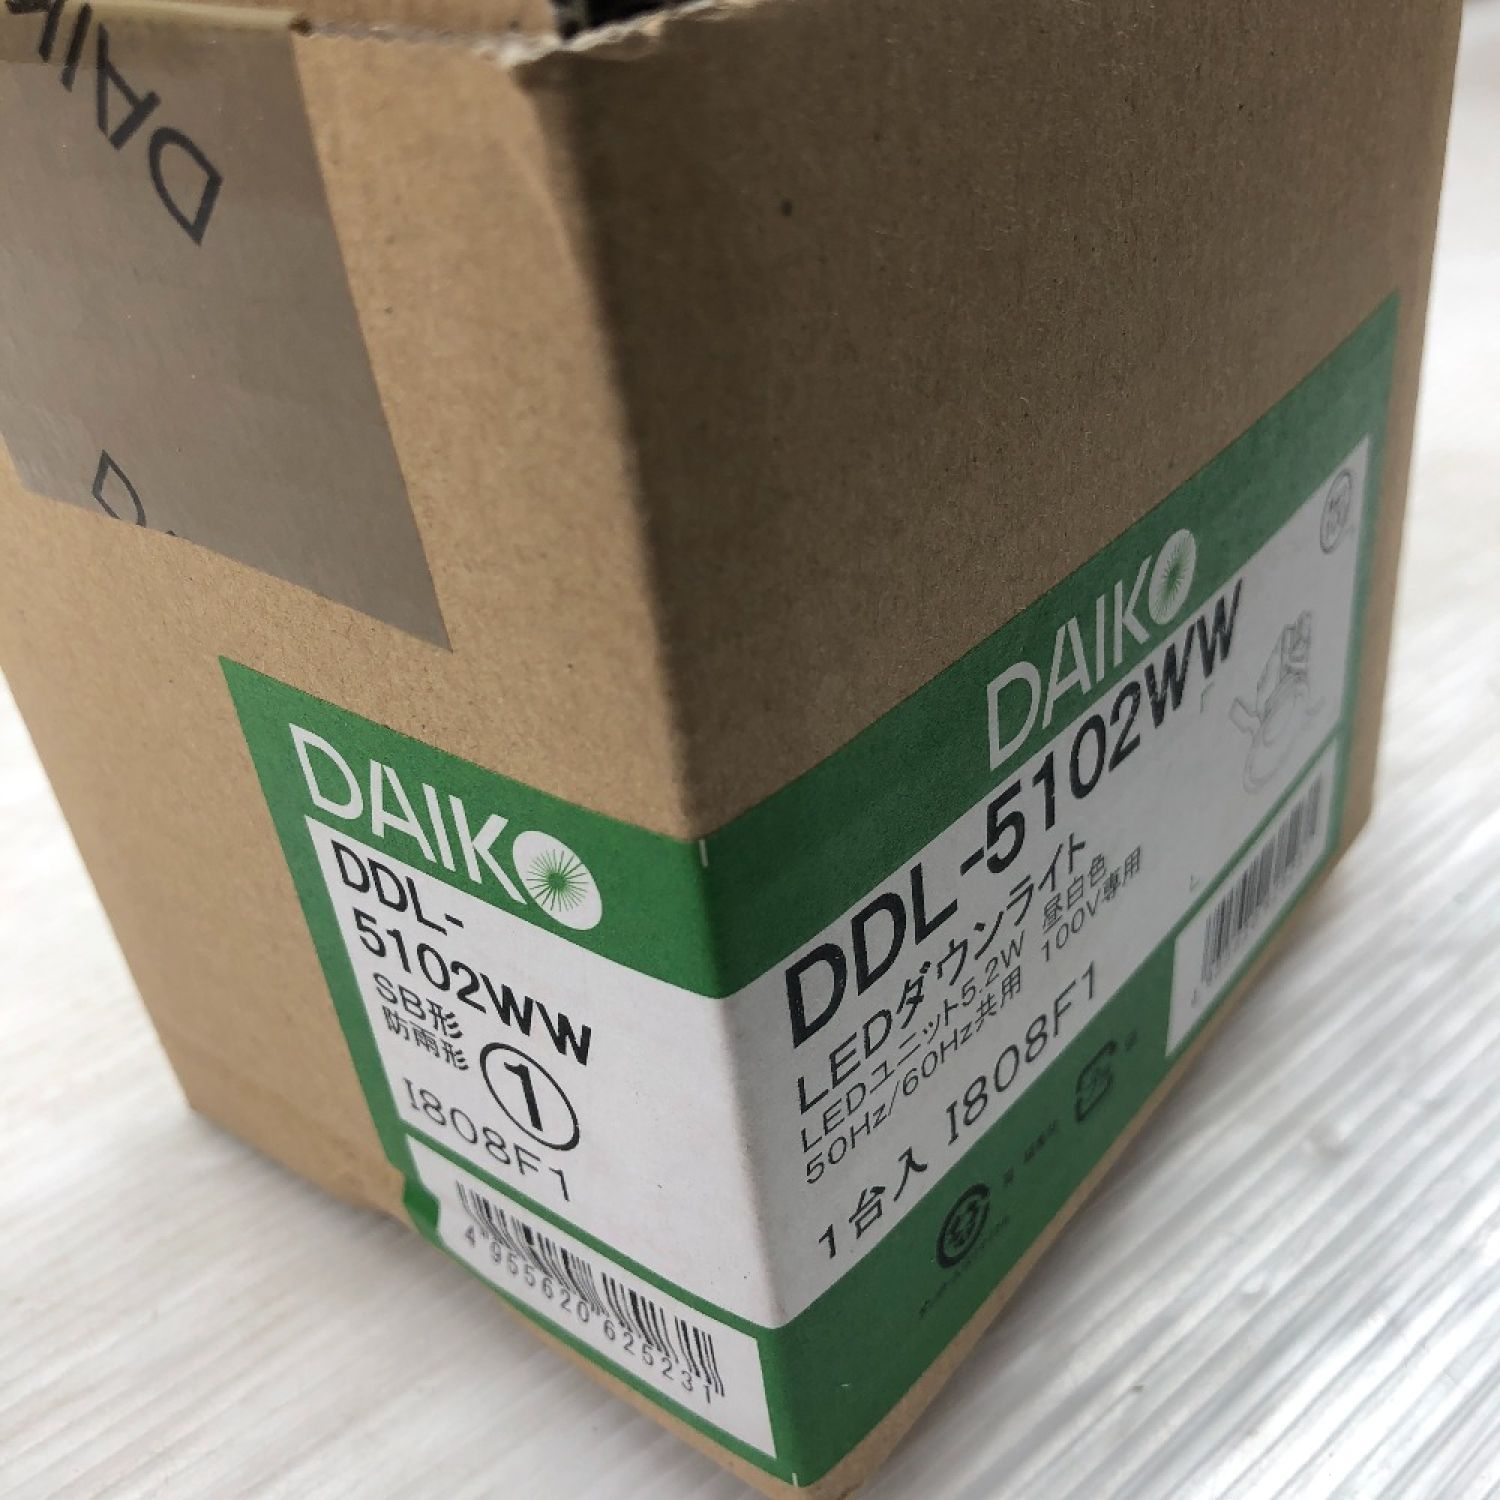 DAIK
D
DAIKO
DDL-
5102WW
SB形
防雨形
1
I808F1
4 955620 625231
DAIKO
DDL-5102WW
LEDダウンライト
LEDユニット5.2W 昼白色
50Hz/60Hz共用 100V専用
1台入 I808F1